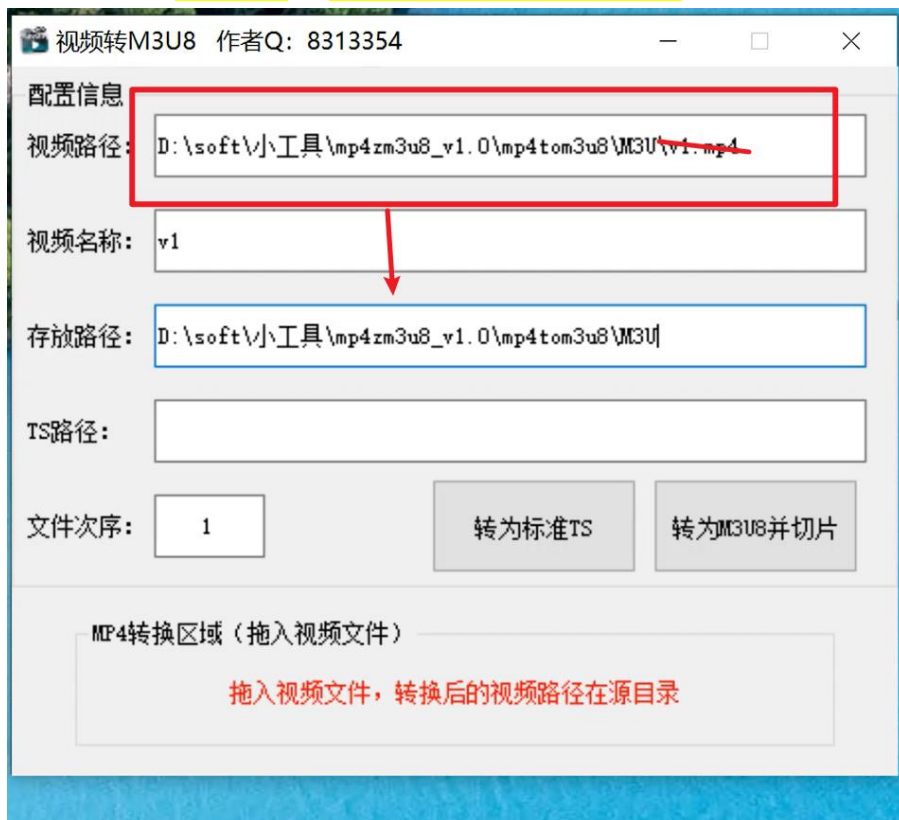 视频转M3U8 作者Q：8313354
配置信息
视频路径： D:\soft\小工具\mp4zm3u8_v1.0\mp4tom3u8\M3U\v1.mp4
视频名称： v1
存放路径： D:\soft\小工具\mp4zm3u8_v1.0\mp4tom3u8\M3U
TS路径：
文件次序： 1 转为标准TS 转为M3U8并切片
MP4转换区域（拖入视频文件）
拖入视频文件，转换后的视频路径在源目录